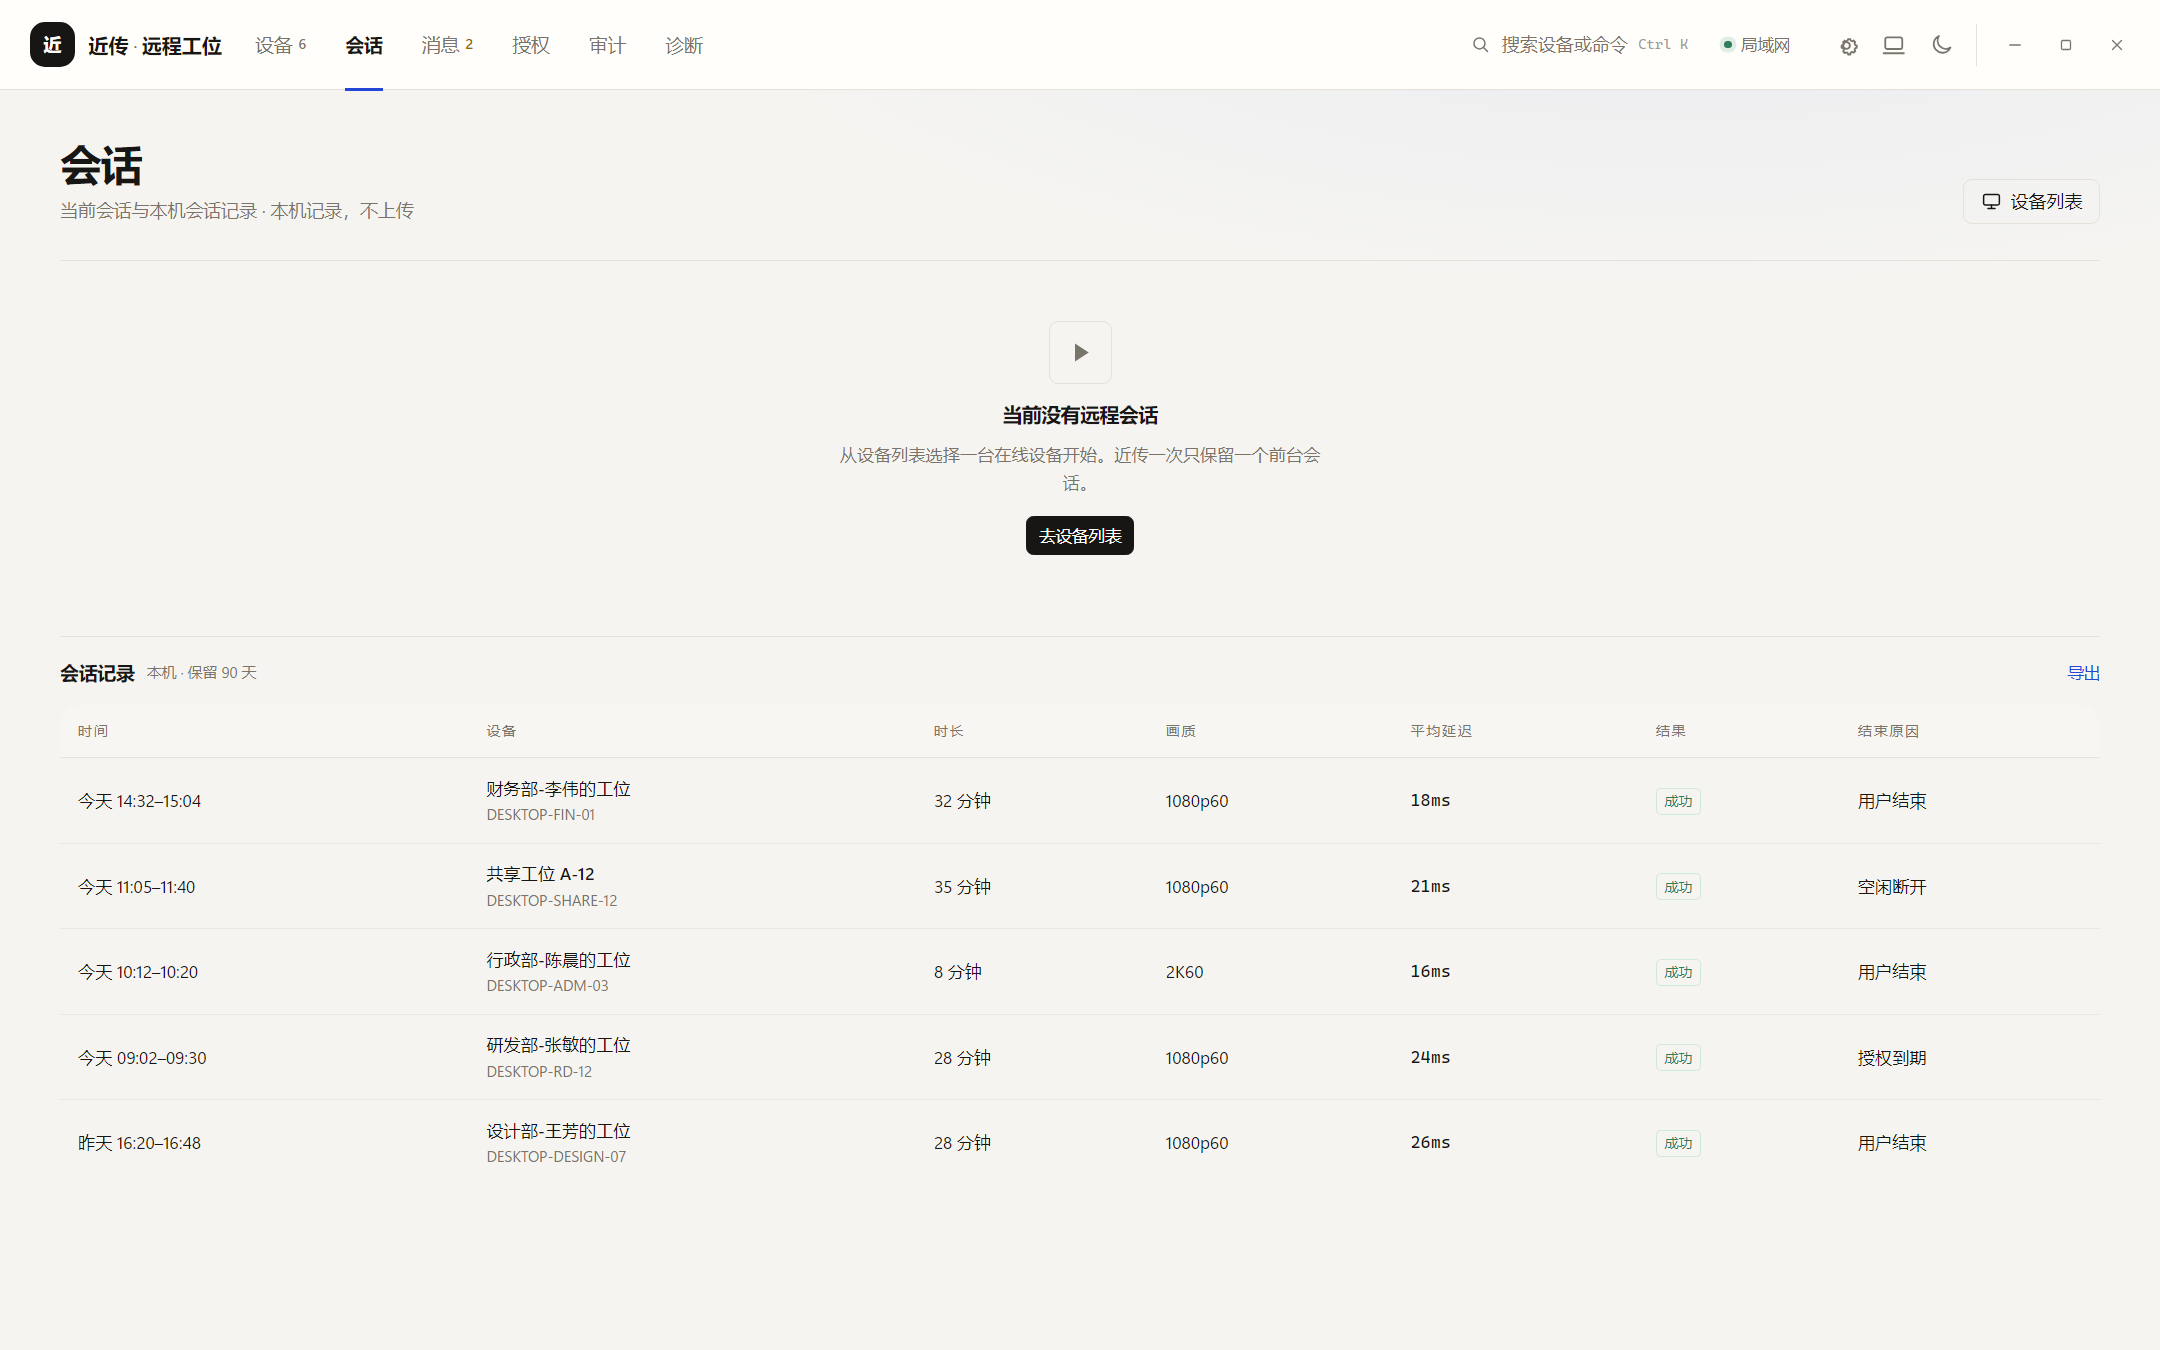 近 近传 · 远程工位 设备 6 会话 消息 2 授权 审计 诊断 搜索设备或命令 Ctrl K 局域网
会话
当前会话与本机会话记录 · 本机记录，不上传
设备列表
当前没有远程会话
从设备列表选择一台在线设备开始。近传一次只保留一个前台会
话。
去设备列表
会话记录 本机 · 保留 90 天 导出
时间 设备 时长 画质 平均延迟 结果 结束原因
今天 14:32–15:04 财务部-李伟的工位 32 分钟 1080p60 18ms 成功 用户结束
DESKTOP-FIN-01
今天 11:05–11:40 共享工位 A-12 35 分钟 1080p60 21ms 成功 空闲断开
DESKTOP-SHARE-12
今天 10:12–10:20 行政部-陈晨的工位 8 分钟 2K60 16ms 成功 用户结束
DESKTOP-ADM-03
今天 09:02–09:30 研发部-张敏的工位 28 分钟 1080p60 24ms 成功 授权到期
DESKTOP-RD-12
昨天 16:20–16:48 设计部-王芳的工位 28 分钟 1080p60 26ms 成功 用户结束
DESKTOP-DESIGN-07